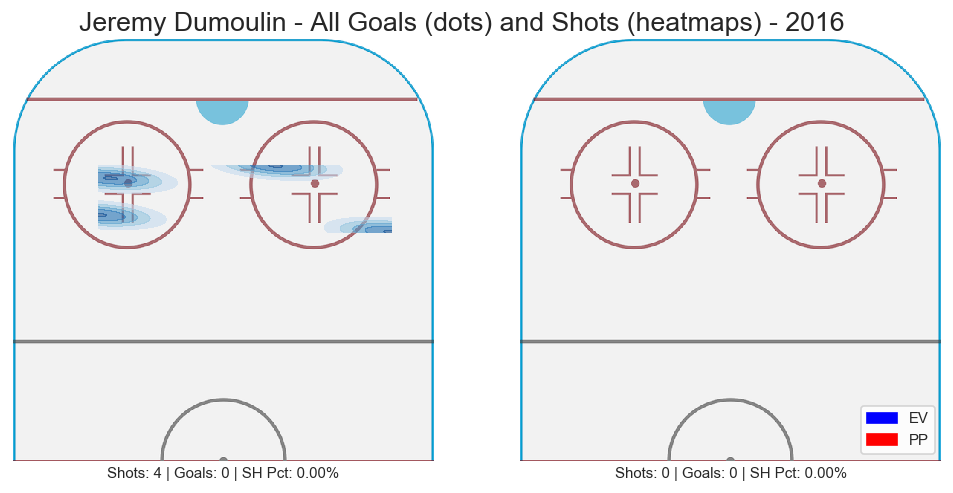 Jeremy Dumoulin - All Goals (dots) and Shots (heatmaps) - 2016
EV
PP
Shots: 4 | Goals: 0 | SH Pct: 0.00%
Shots: 0 | Goals: 0 | SH Pct: 0.00%